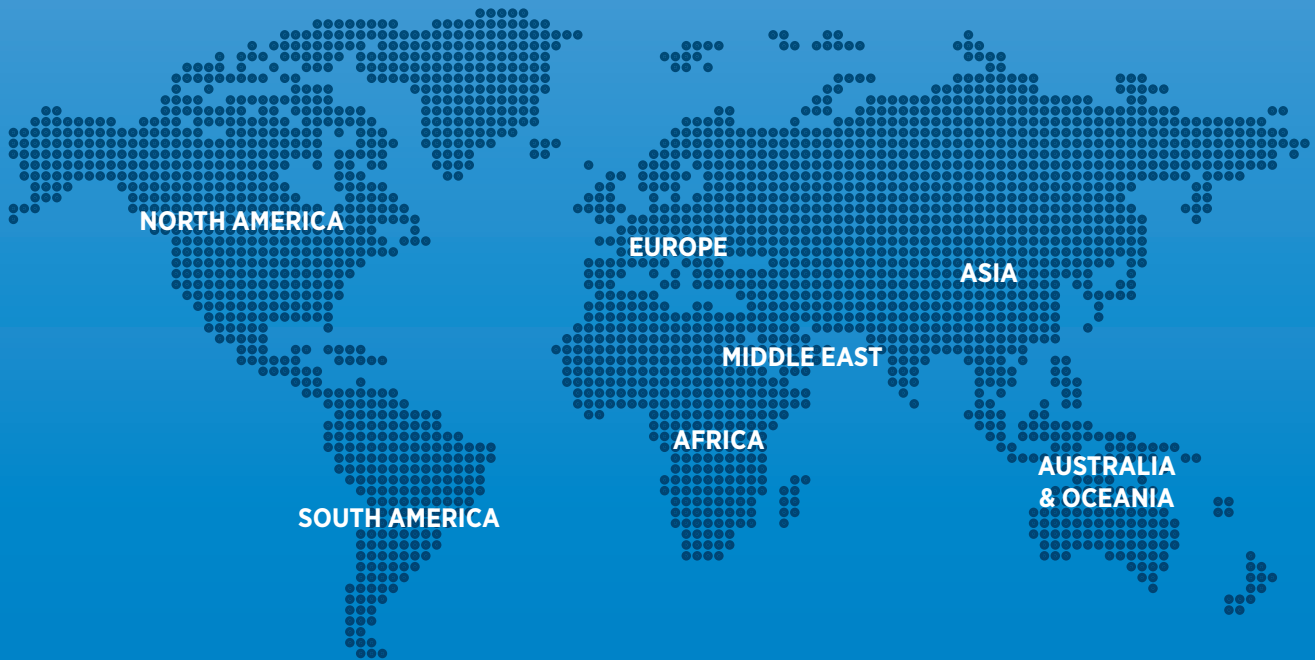 NORTH AMERICA
EUROPE
ASIA
MIDDLE EAST
AFRICA
AUSTRALIA
& OCEANIA
SOUTH AMERICA